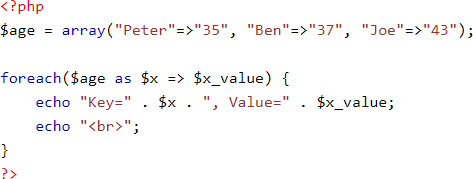 <?php
$age = array("Peter"=>"35", "Ben"=>"37", "Joe"=>"43");
foreach($age as $x => $x_value) {
    echo "Key=" . $x . ", Value=" . $x_value;
    echo "<br>";
}
?>